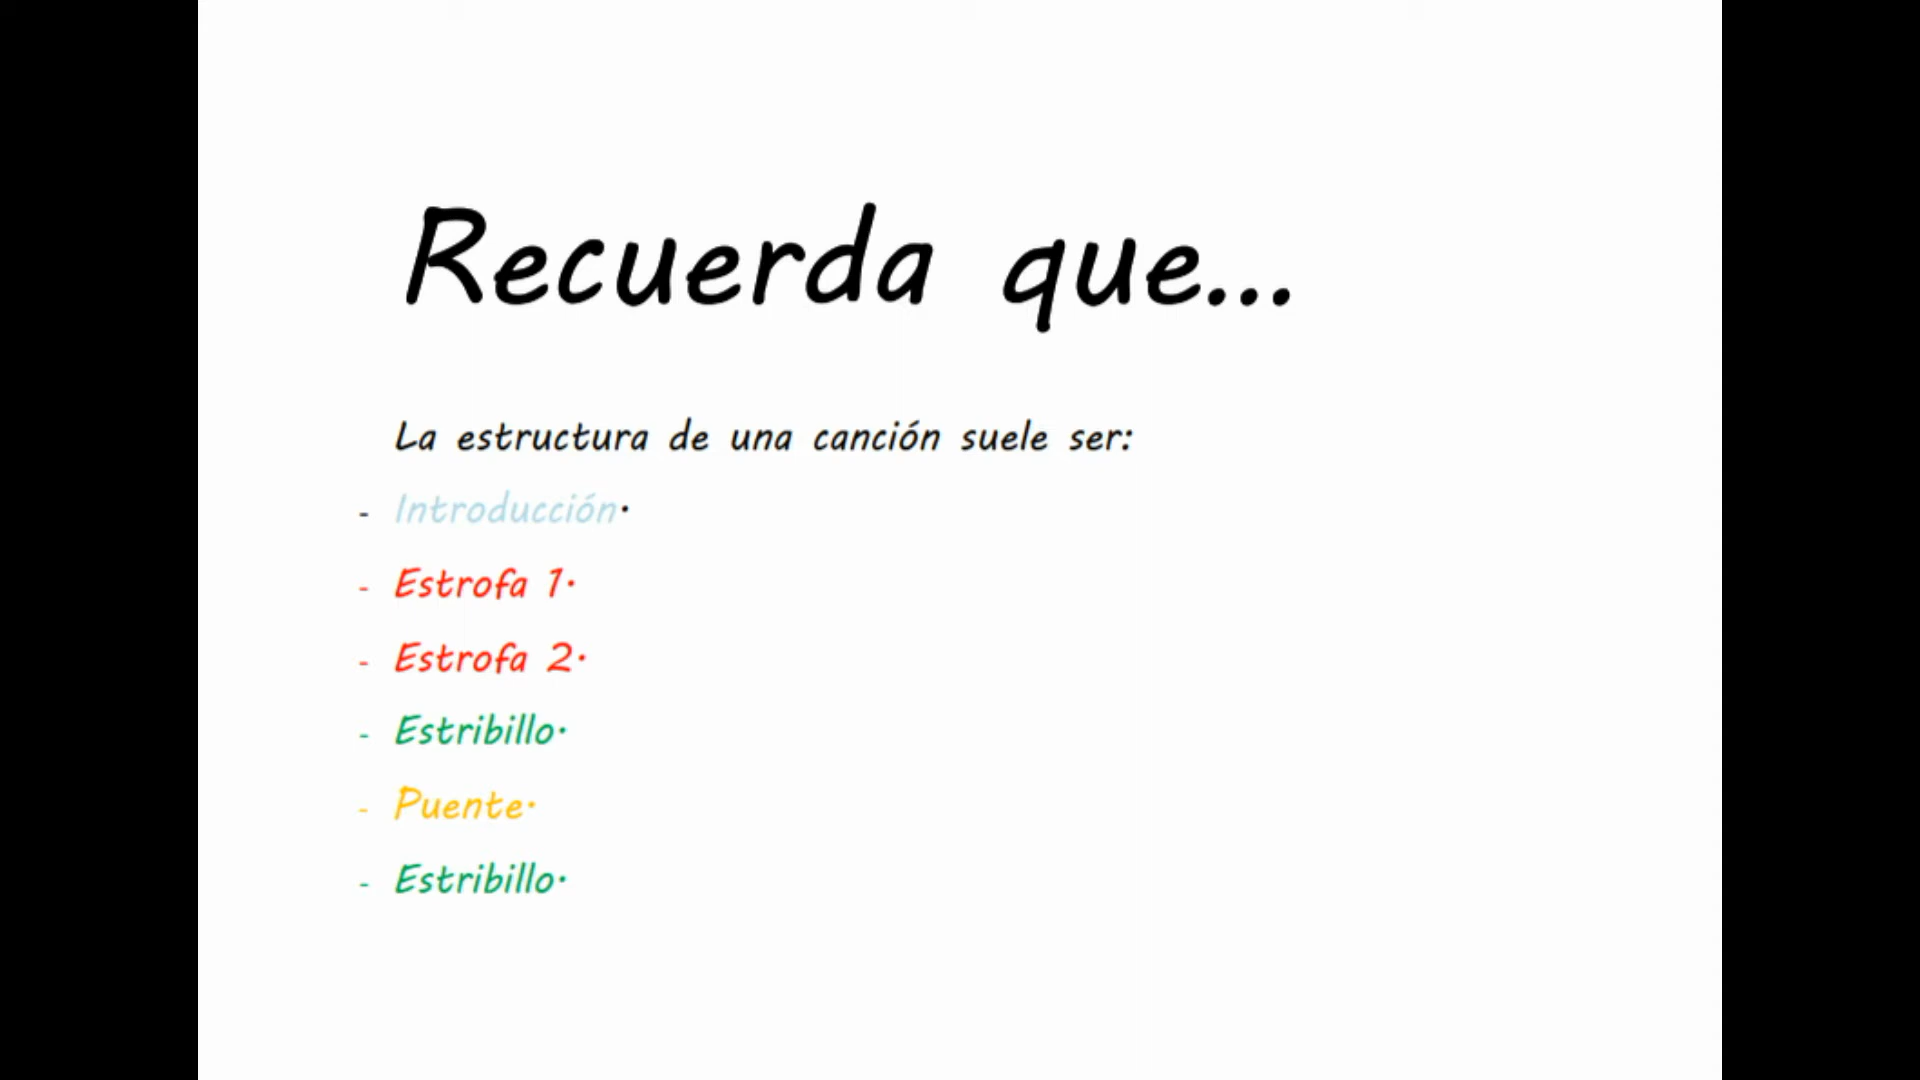 Recuerda que...
La estructura de una canción suele ser:
- Introducción.
- Estrofa 1.
- Estrofa 2.
- Estribillo.
- Puente.
- Estribillo.